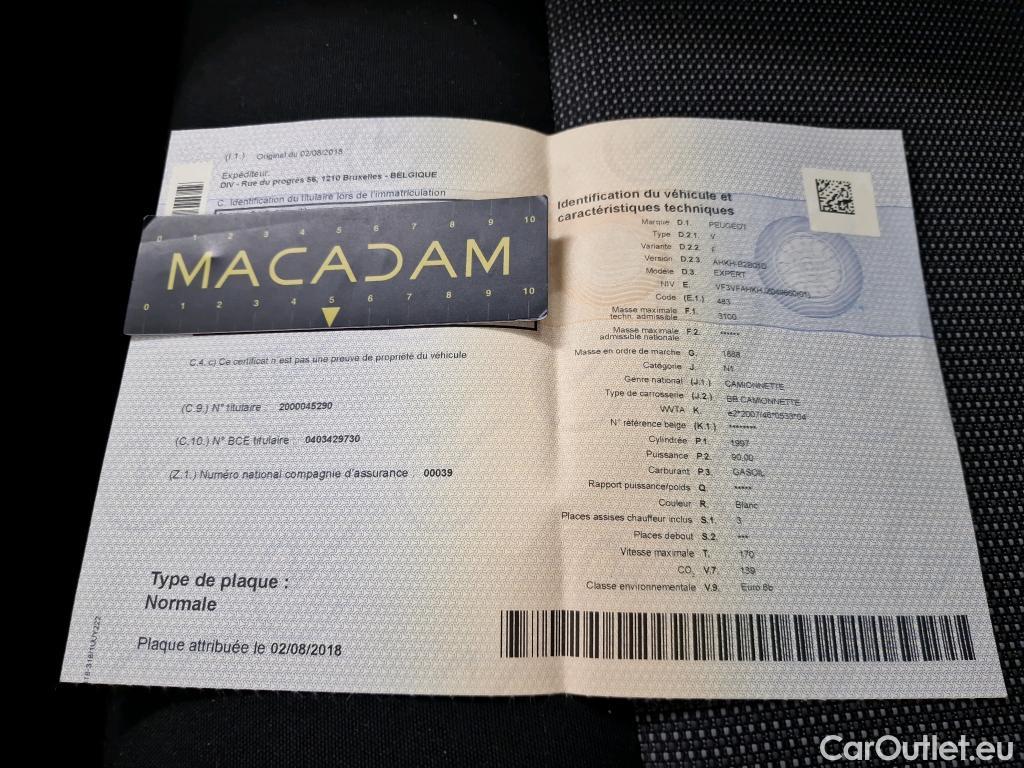 (I.1.) Original du 02/08/2018
Expéditeur:
DIV - Rue du progrès 56, 1210 Bruxelles - BELGIQUE
C. Identification du titulaire lors de l'immatriculation
0 1 2 3 4 5 6 7 8 9 10
MACADAM
0 1 2 3 4 5 6 7 8 9 10
C.4.c) Ce certificat n'est pas une preuve de propriété du véhicule
(C.9.) N° titulaire : 2000045290
(C.10.) N° BCE titulaire : 0403429730
(Z.1.) Numéro national compagnie d'assurance 00039
Type de plaque :
Normale
Plaque attribuée le 02/08/2018
Identification du véhicule et
caractéristiques techniques
Marque D.1. PEUGEOT
Type D.2.1. V
Variante D.2.2.
Version D.2.3.
Modèle D.3. EXPERT
NIV E.
Code (E.1.) 483
Masse maximale techn. admissible F.1. 3100
Masse maximale admissible nationale F.2. ******
Masse en ordre de marche G. 1688
Catégorie J. N1
Genre national (J.1.) CAMIONNETTE
Type de carrosserie (J.2.) BB CAMIONNETTE
WVTA K. e2*2007/46*0533*04
N° référence belge (K.1.) ********
Cylindrée P.1. 1997
Puissance P.2. 90,00
Carburant P.3. GASOIL
Rapport puissance/poids Q. *****
Couleur R. Blanc
Places assises chauffeur inclus S.1. 3
Places debout S.2. ***
Vitesse maximale T. 170
CO2 V.7. 139
Classe environnementale V.9. Euro 6b
CarOutlet.eu